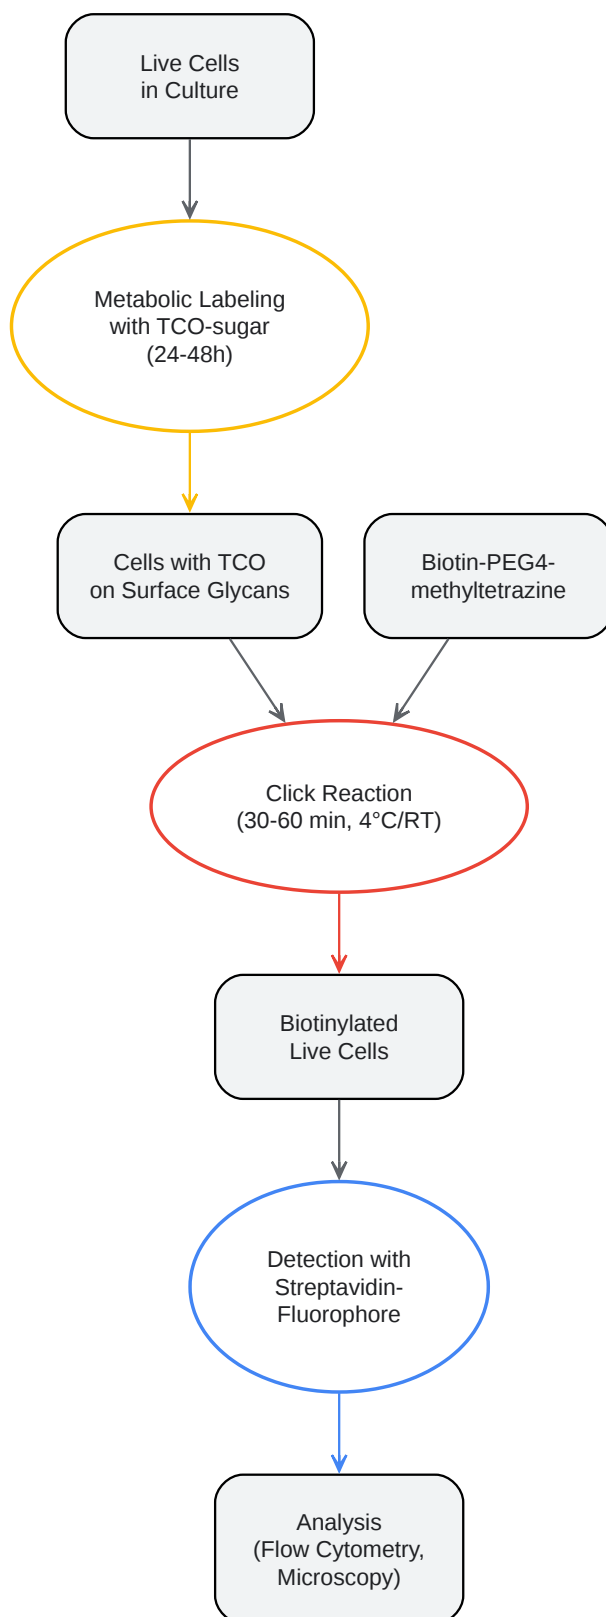 Live Cells
in Culture
Metabolic Labeling
with TCO-sugar
(24-48h)
Cells with TCO
on Surface Glycans
Biotin-PEG4-
methyltetrazine
Click Reaction
(30-60 min, 4°C/RT)
Biotinylated
Live Cells
Detection with
Streptavidin-
Fluorophore
Analysis
(Flow Cytometry,
Microscopy)